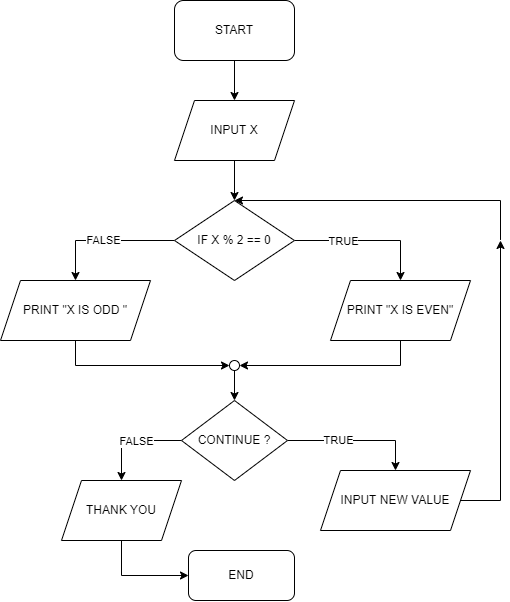 START
INPUT X
IF X % 2 == 0
FALSE
TRUE
PRINT "X IS ODD "
PRINT "X IS EVEN"
CONTINUE ?
FALSE
TRUE
THANK YOU
INPUT NEW VALUE
END